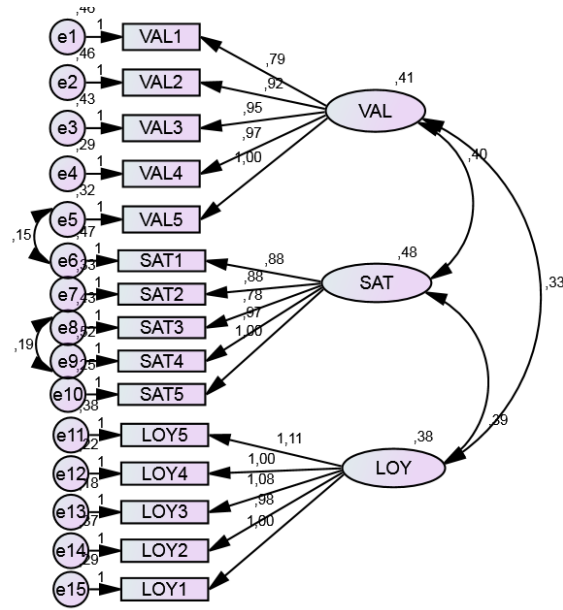 ,46
e1 1 VAL1
,79
,46
e2 1 VAL2
,92
,41
,43
e3 1 VAL3
,95
VAL
,29
e4 1 VAL4
,97
,40
,32
e5 1 VAL5
1,00
,47
,15
e6 1 SAT1
,88
,48
,33
e7 1 SAT2
,88
SAT
,33
,43
e8 1 SAT3
,78
,19
,52
e9 1 SAT4
,97
,25
e10 1 SAT5
1,00
,38
,39
e11 1 LOY5
1,11
,38
,22
e12 1 LOY4
1,00
LOY
,18
e13 1 LOY3
1,08
,37
e14 1 LOY2
,98
,29
e15 1 LOY1
1,00